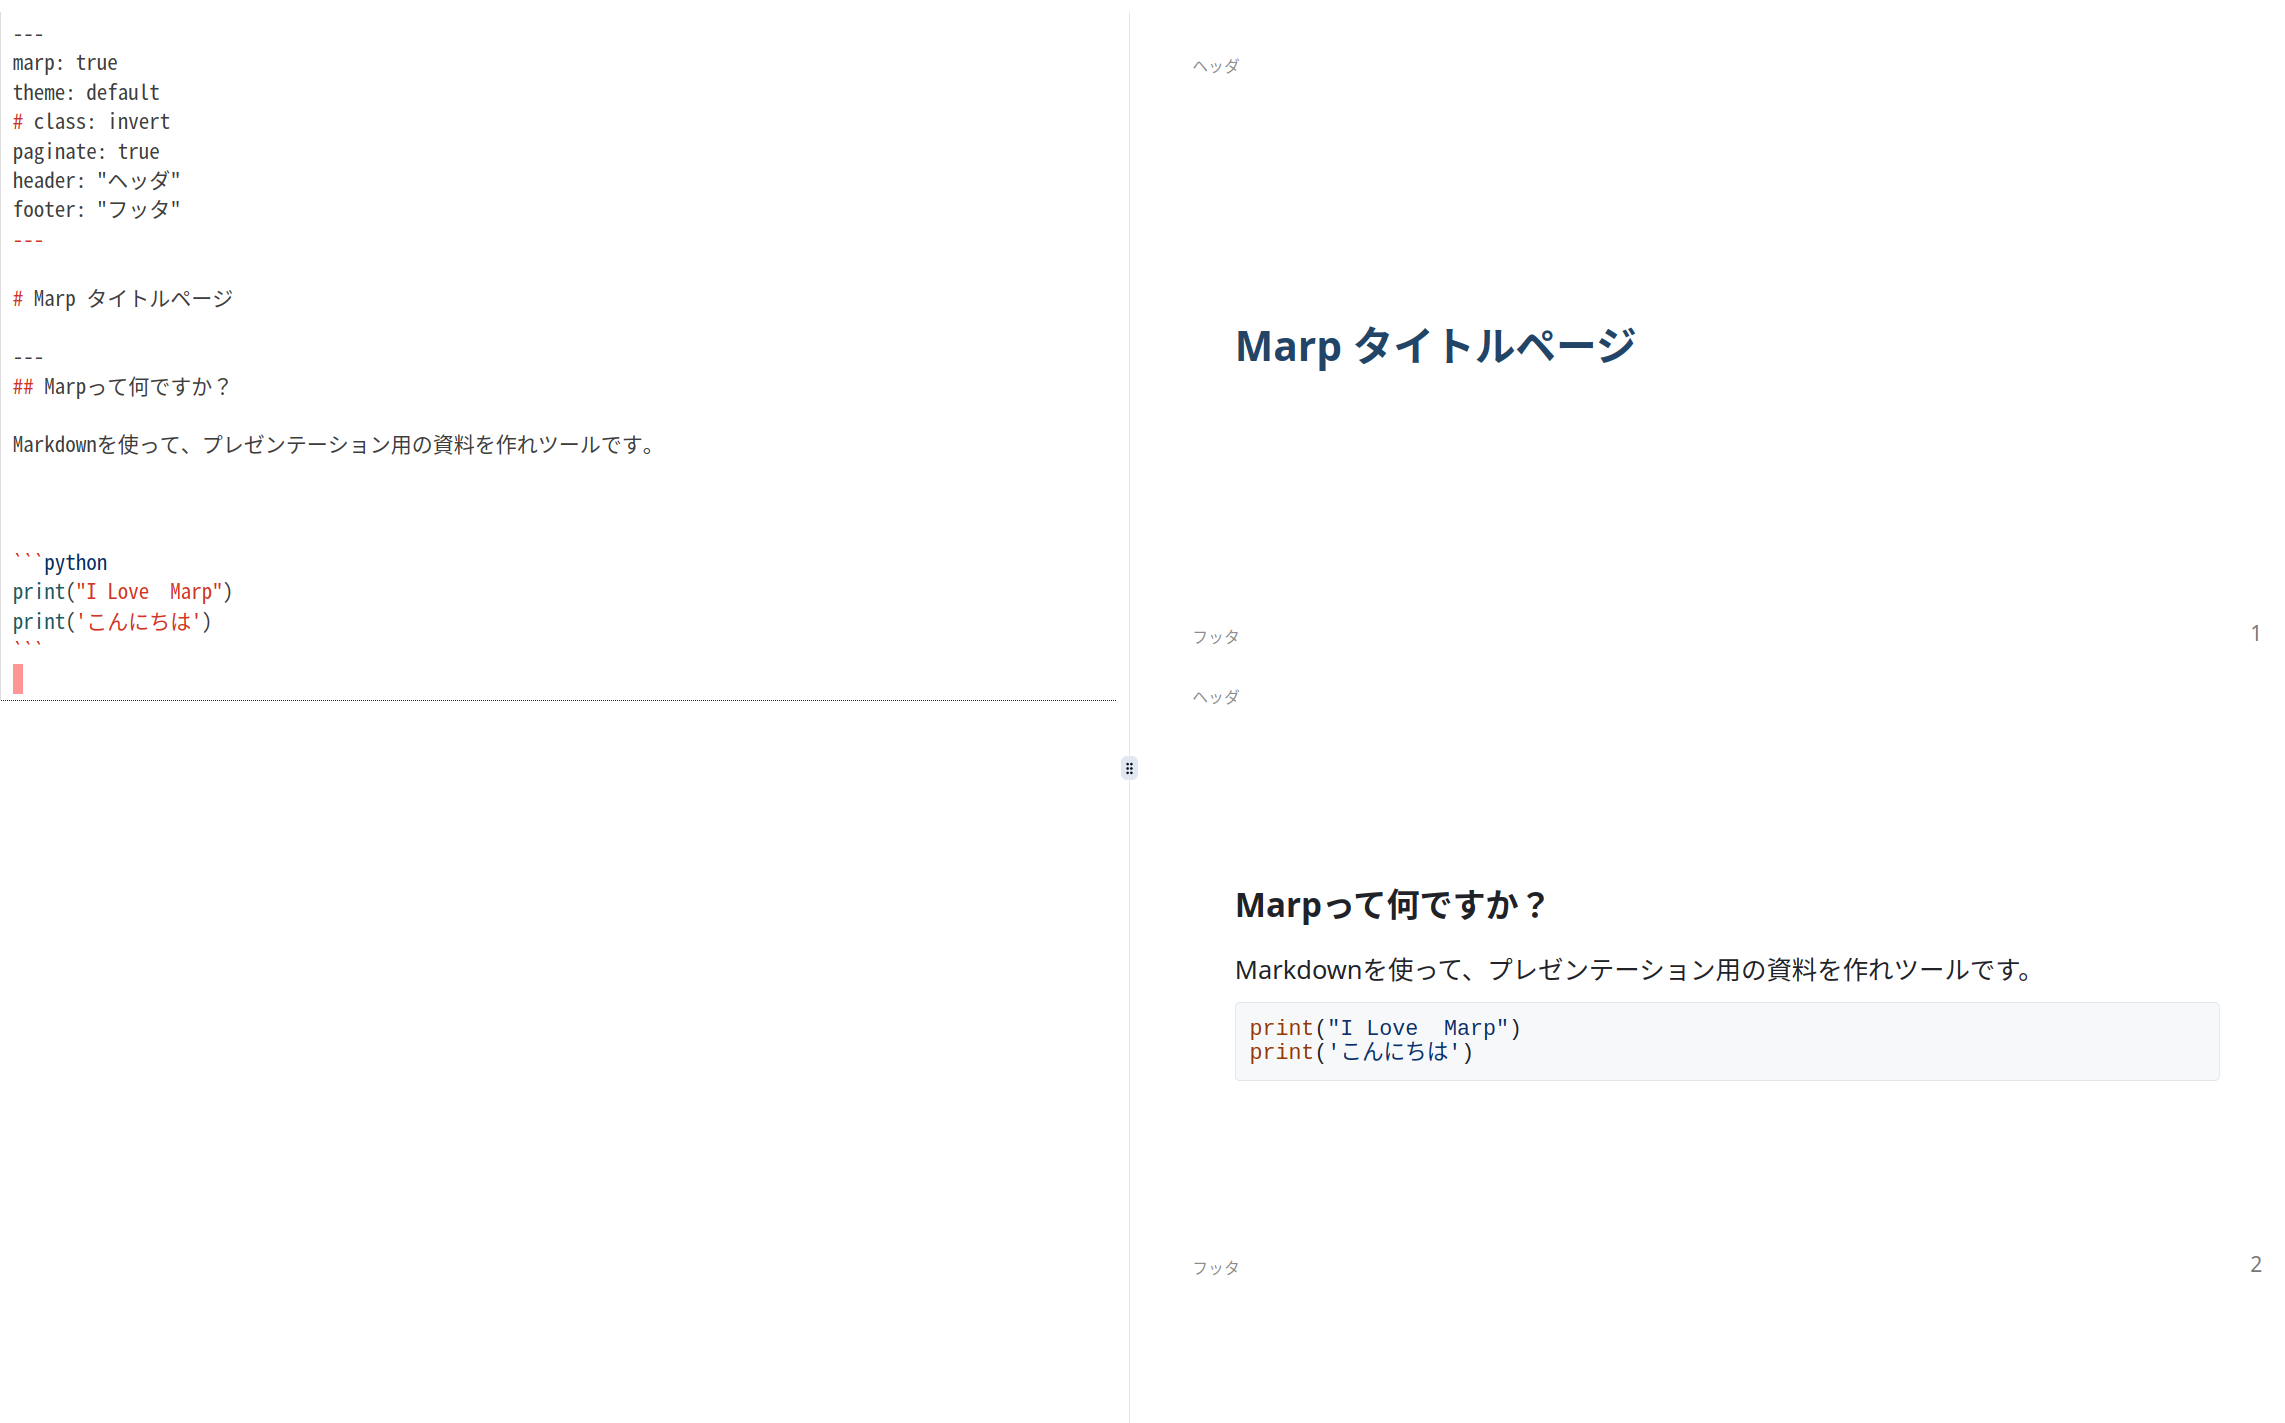 ---
marp: true
theme: default
# class: invert
paginate: true
header: "ヘッダ"
footer: "フッタ"
---
# Marp タイトルページ
---
## Marpって何ですか？
Markdownを使って、プレゼンテーション用の資料を作れツールです。
```python
print("I Love  Marp")
print('こんにちは')
```
ヘッダ
Marp タイトルページ
フッタ
1
ヘッダ
Marpって何ですか？
Markdownを使って、プレゼンテーション用の資料を作れツールです。
print("I Love  Marp")
print('こんにちは')
フッタ
2